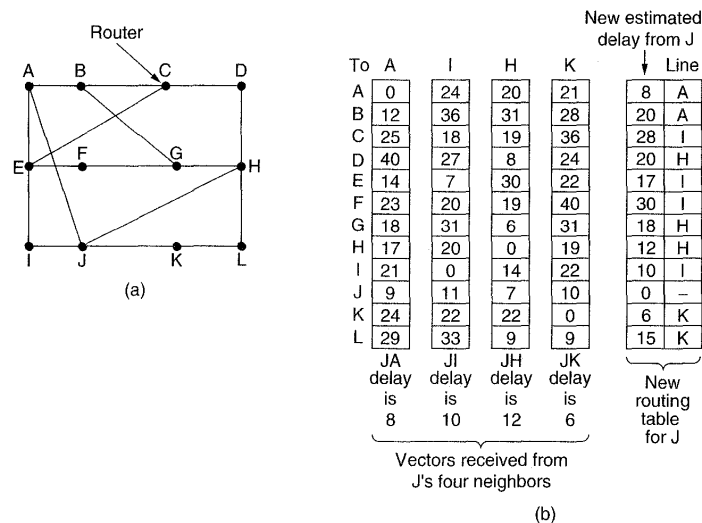 Router
A B C D
E F G H
I J K L
(a)
New estimated
delay from J
To A I H K Line
A 0 24 20 21 8 A
B 12 36 31 28 20 A
C 25 18 19 36 28 I
D 40 27 8 24 20 H
E 14 7 30 22 17 I
F 23 20 19 40 30 I
G 18 31 6 31 18 H
H 17 20 0 19 12 H
I 21 0 14 22 10 I
J 9 11 7 10 0 –
K 24 22 22 0 6 K
L 29 33 9 9 15 K
JA JI JH JK
delay delay delay delay
is is is is
8 10 12 6
New
routing
table
for J
Vectors received from
J's four neighbors
(b)